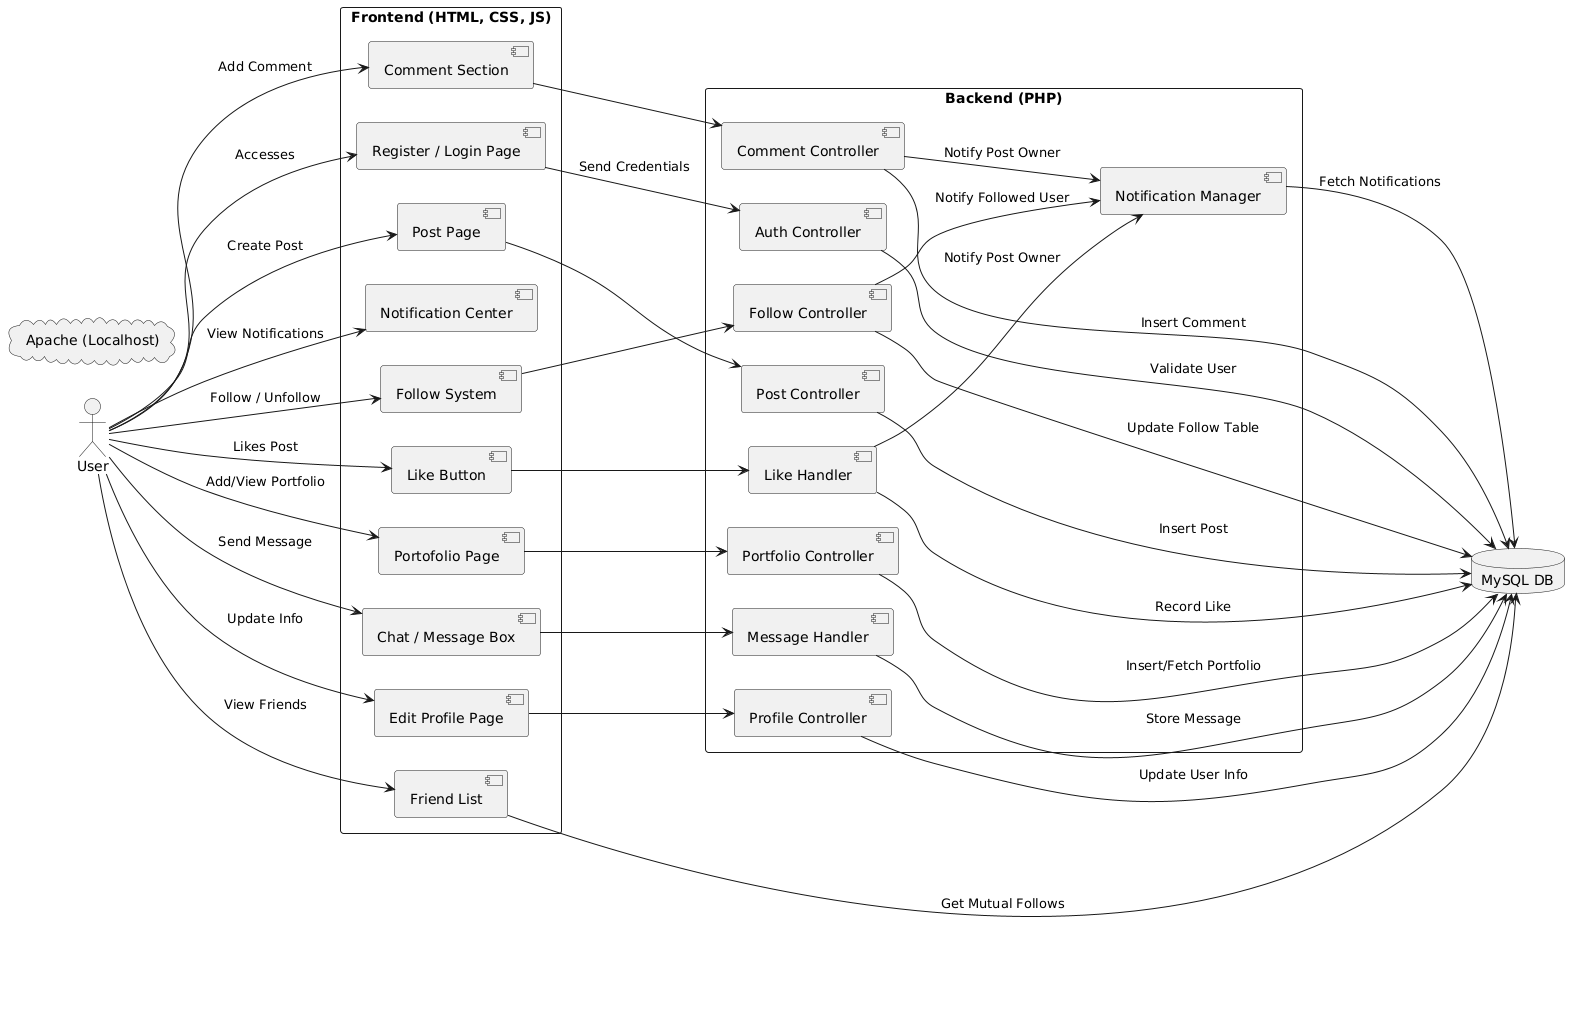 Frontend (HTML, CSS, JS)
Add Comment
Comment Section
Backend (PHP)
Accesses
Register / Login Page
Send Credentials
Comment Controller
Notify Post Owner
Notification Manager
Fetch Notifications
Notify Followed User
Create Post
Post Page
Auth Controller
Notify Post Owner
Apache (Localhost)
View Notifications
Notification Center
Follow Controller
Insert Comment
Validate User
Follow / Unfollow
Follow System
Post Controller
Update Follow Table
User
Likes Post
Like Button
Like Handler
Add/View Portfolio
Insert Post
Send Message
Portofolio Page
Portfolio Controller
MySQL DB
Record Like
Update Info
Chat / Message Box
Message Handler
Insert/Fetch Portfolio
View Friends
Edit Profile Page
Profile Controller
Store Message
Update User Info
Friend List
Get Mutual Follows